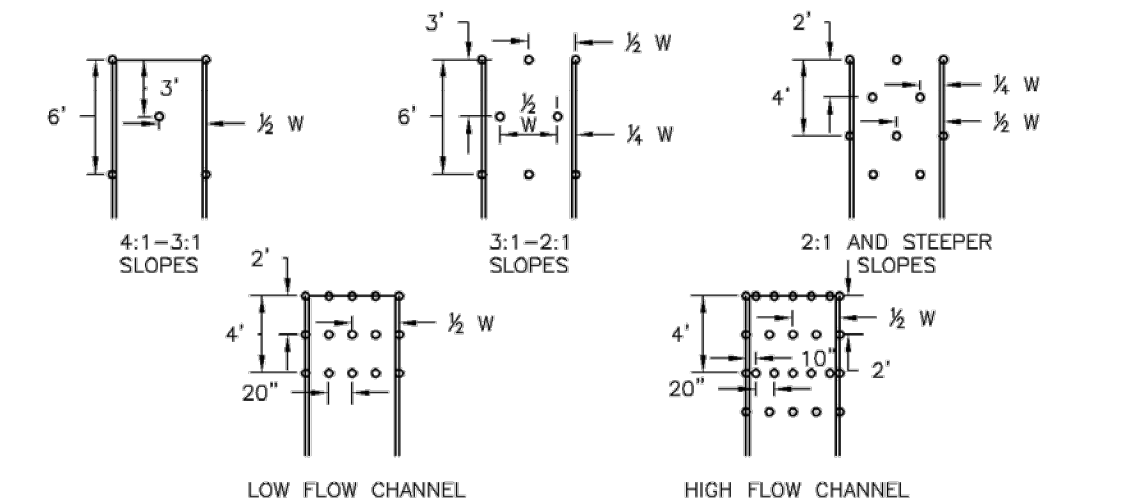 3'
6'
½ W
4:1-3:1
SLOPES
3'
½ W
6'
½
W
¼ W
3:1-2:1
SLOPES
2'
4'
¼ W
½ W
2:1 AND STEEPER
SLOPES
2'
4'
½ W
20"
LOW FLOW CHANNEL
4'
½ W
10"
2'
20"
HIGH FLOW CHANNEL